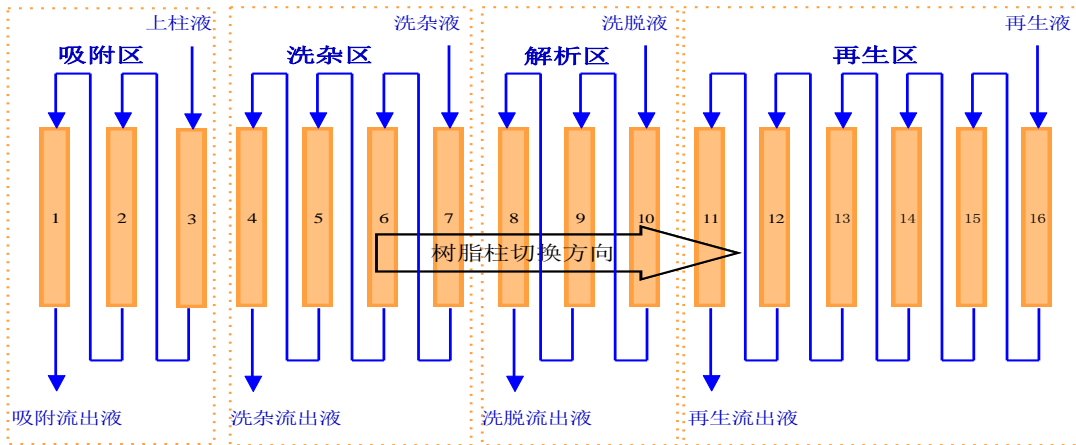 上柱液
洗杂液
洗脱液
再生液
吸附区
洗杂区
解析区
再生区
1
2
3
4
5
6
7
8
9
10
11
12
13
14
15
16
树脂柱切换方向
吸附流出液
洗杂流出液
洗脱流出液
再生流出液